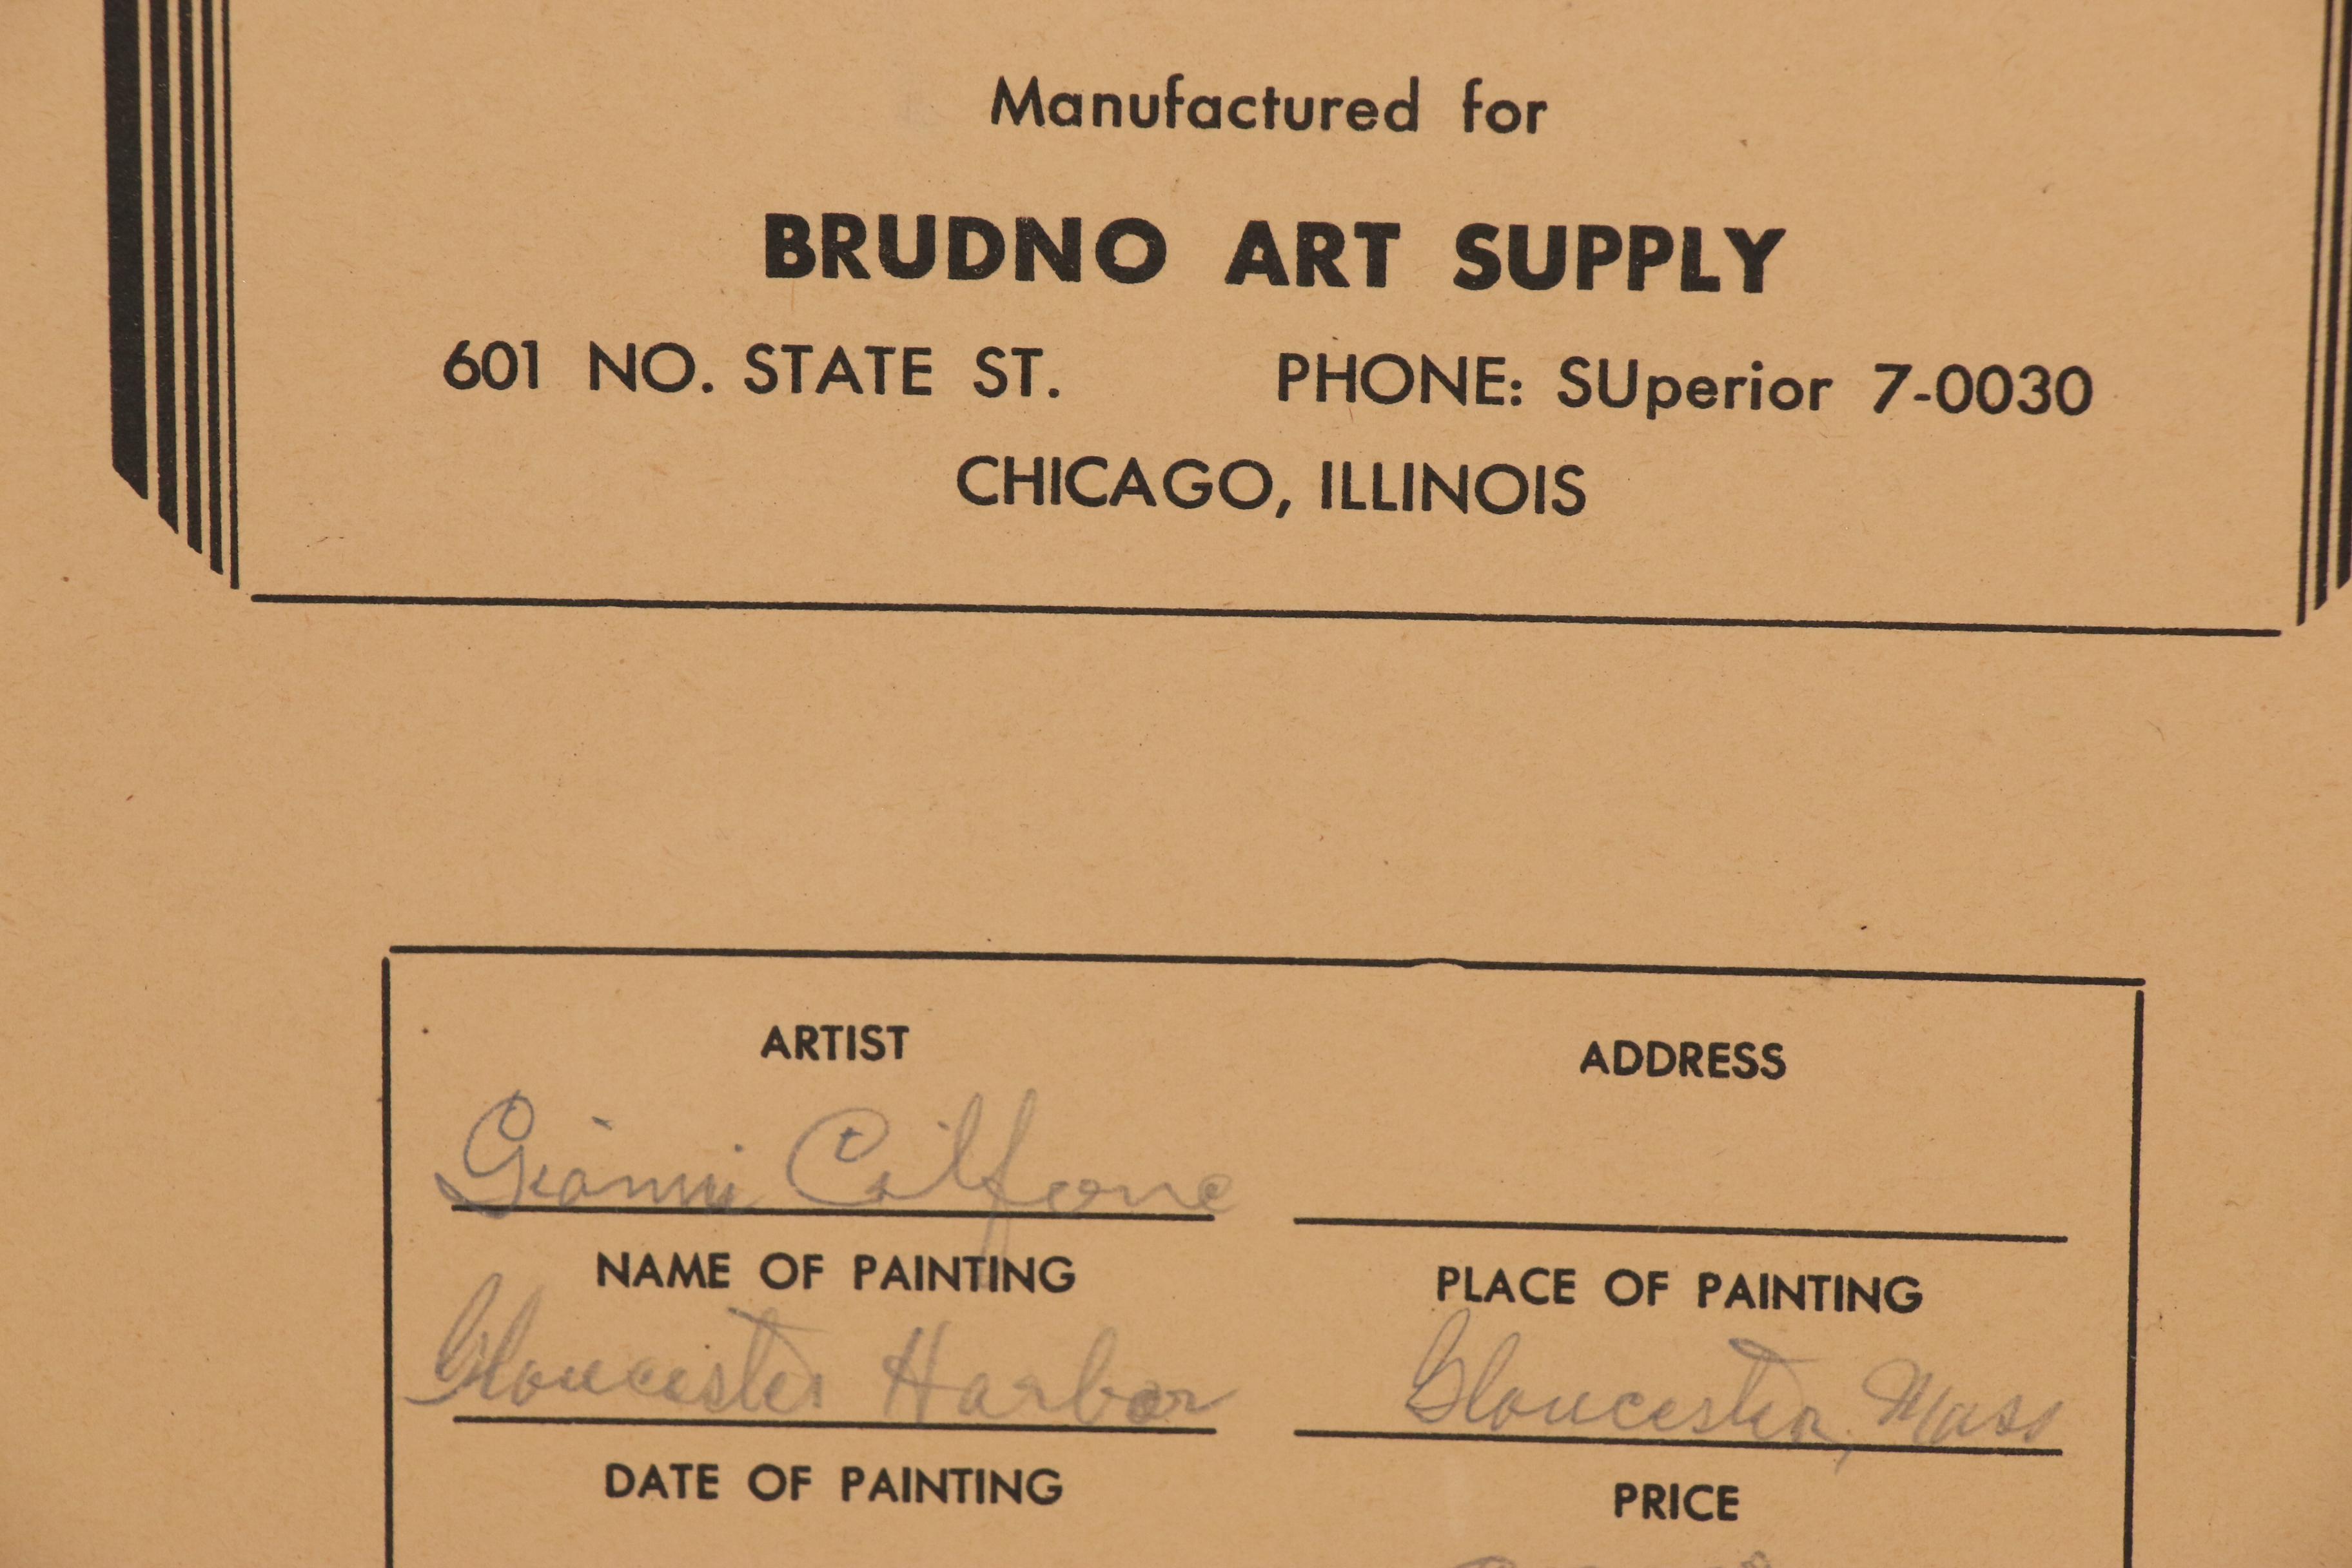 Manufactured for
BRUDNO ART SUPPLY
601 NO. STATE ST. PHONE: SUperior 7-0030
CHICAGO, ILLINOIS
ARTIST ADDRESS
Gianni Cilfone
NAME OF PAINTING PLACE OF PAINTING
Gloucester Harbor Gloucester, Mass
DATE OF PAINTING PRICE